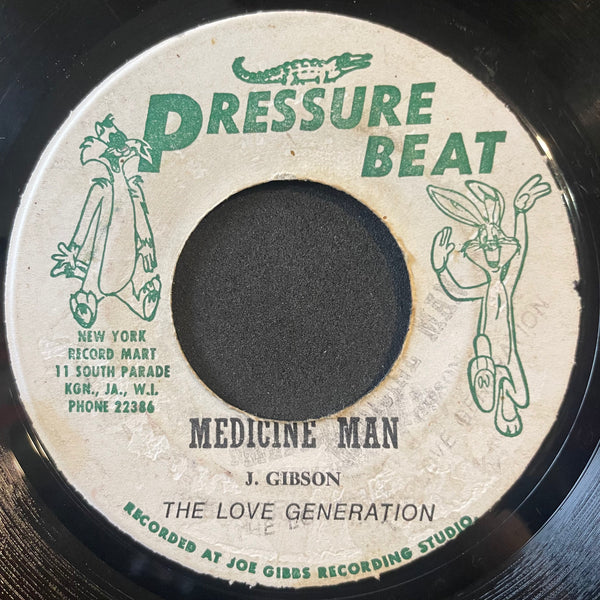 PRESSURE
BEAT
NEW YORK
RECORD MART
11 SOUTH PARADE
KGN., JA., W.I.
PHONE 22386
MEDICINE MAN
J. GIBSON
THE LOVE GENERATION
RECORDED AT JOE GIBBS RECORDING STUDIO